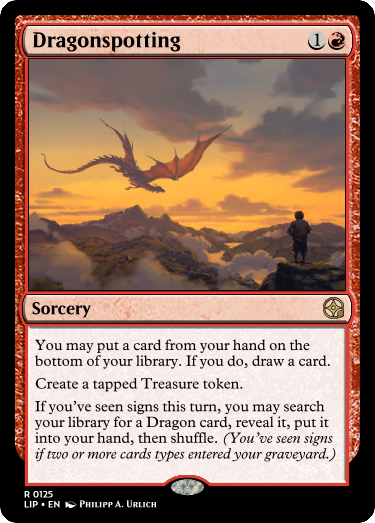 Dragonspotting 1
Sorcery
You may put a card from your hand on the
bottom of your library. If you do, draw a card.
Create a tapped Treasure token.
If you've seen signs this turn, you may search
your library for a Dragon card, reveal it, put it
into your hand, then shuffle. (You've seen signs
if two or more cards types entered your graveyard.)
R 0125
LIP • EN Philipp A. Urlich